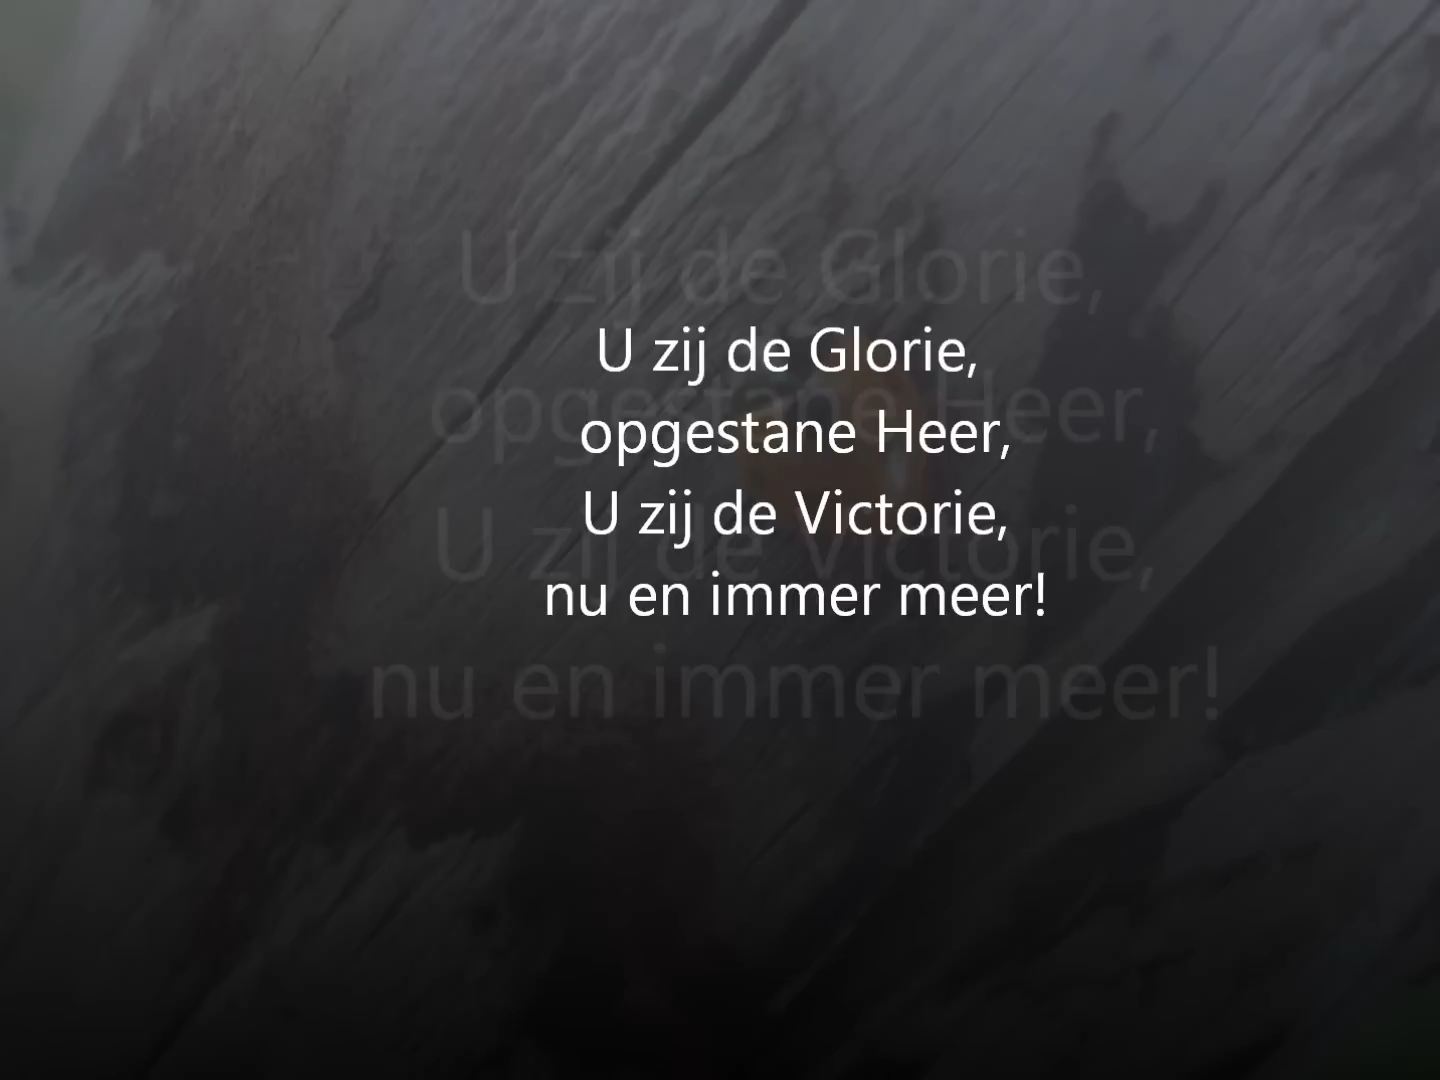 U zij de Glorie,
opgestane Heer,
U zij de Victorie,
nu en immer meer!